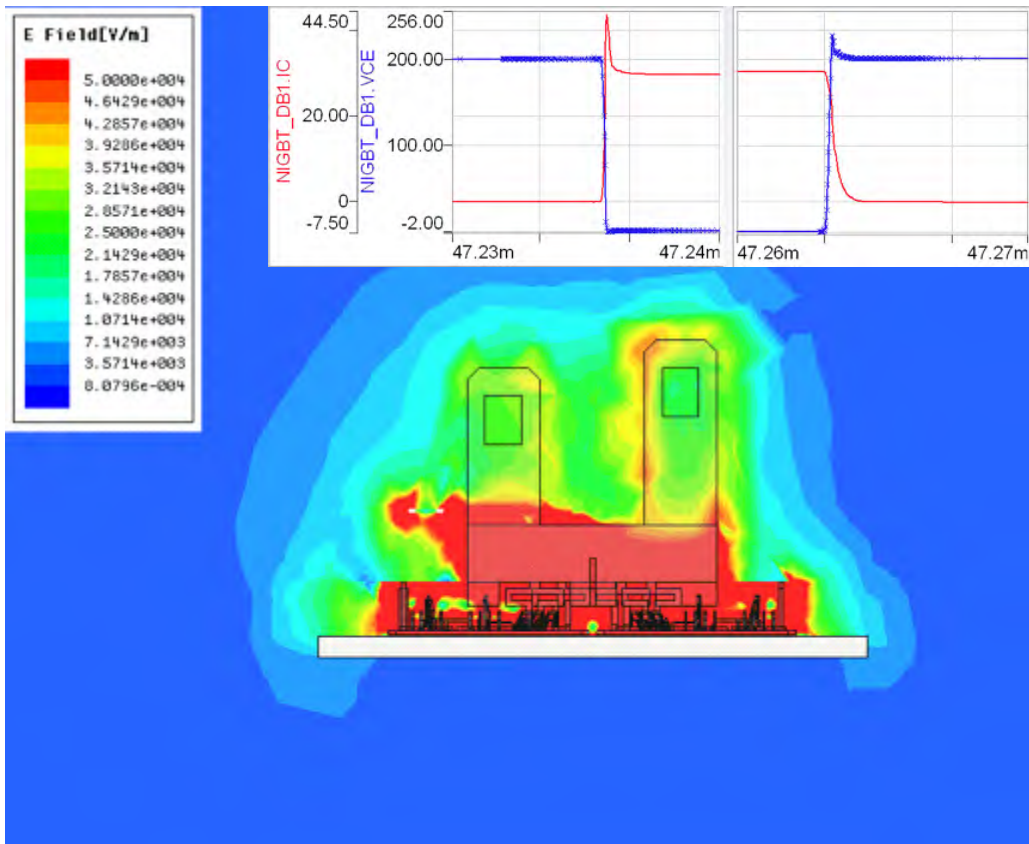 E Field[V/m]
5.0000e+004
4.6429e+004
4.2857e+004
3.9286e+004
3.5714e+004
3.2143e+004
2.8571e+004
2.5000e+004
2.1429e+004
1.7857e+004
1.4286e+004
1.0714e+004
7.1429e+003
3.5714e+003
8.0796e-004
NIGBT_DB1.IC
44.50
20.00
0
-7.50
NIGBT_DB1.VCE
256.00
200.00
100.00
-2.00
47.23m
47.24m
47.26m
47.27m